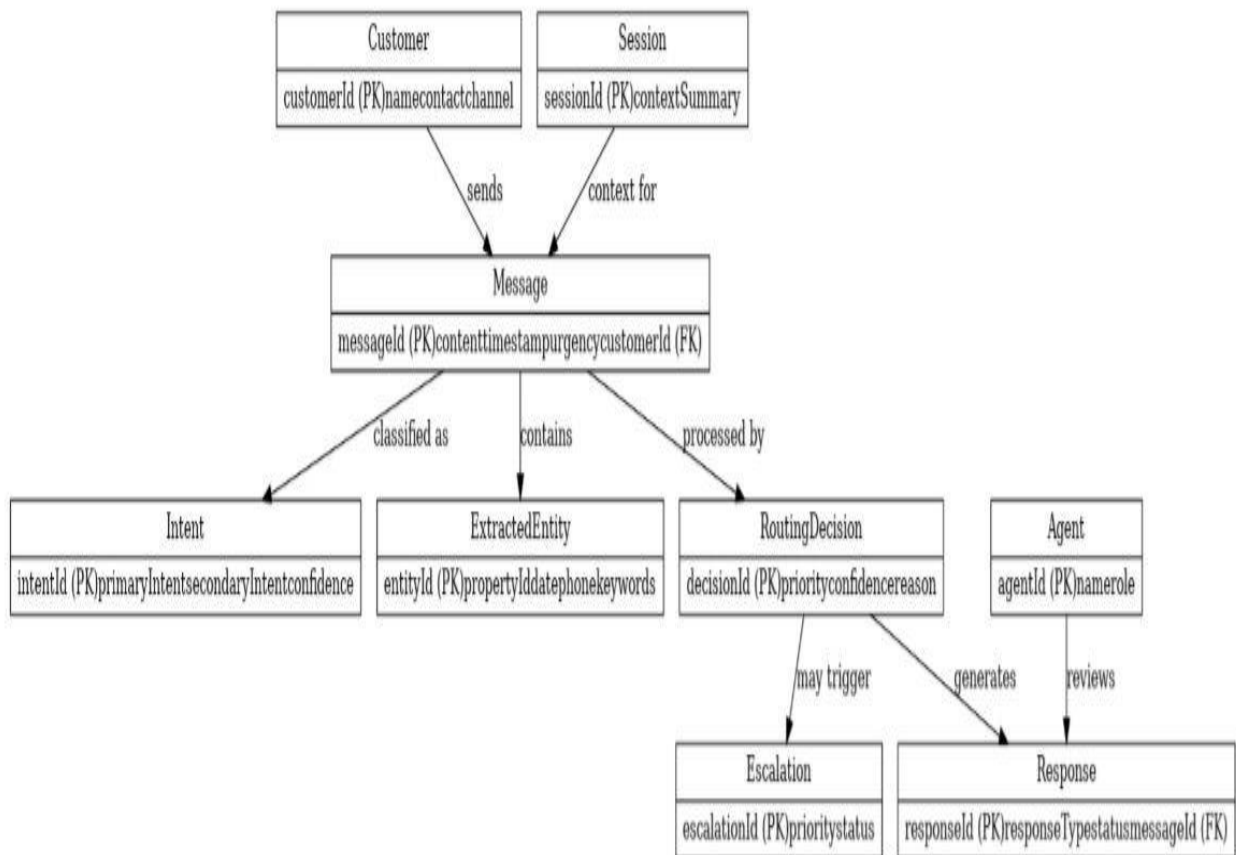 Customer
customerId (PK)namecontactchannel
Session
sessionId (PK)contextSummary
sends
context for
Message
messageId (PK)contenttimestampurgencycustomerId (FK)
classified as
contains
processed by
Intent
intentId (PK)primaryIntentsecondaryIntentconfidence
ExtractedEntity
entityId (PK)propertyIddatephonekeywords
RoutingDecision
decisionId (PK)priorityconfidencereason
Agent
agentId (PK)namerole
may trigger
generates
reviews
Escalation
escalationId (PK)prioritystatus
Response
responseId (PK)responseTypestatusmessageId (FK)